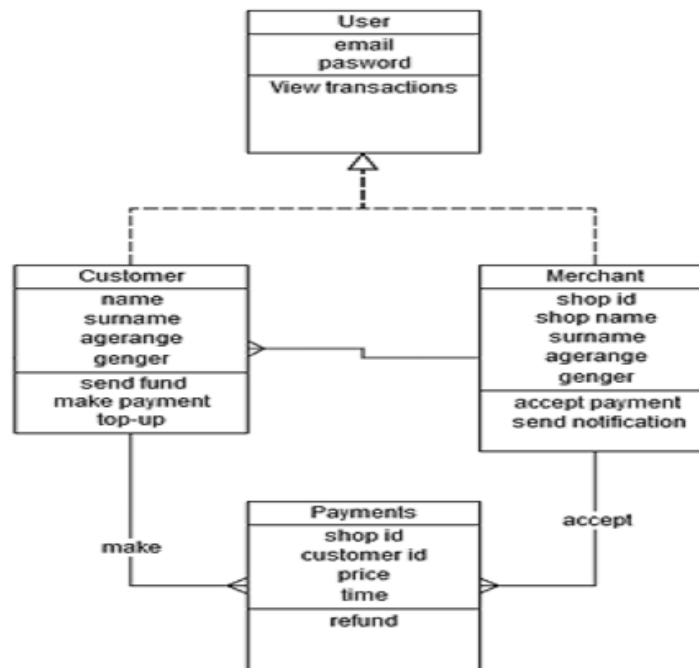 User
email
pasword
View transactions
Customer
name
surname
agerange
genger
send fund
make payment
top-up
Merchant
shop id
shop name
surname
agerange
genger
accept payment
send notification
make
accept
Payments
shop id
customer id
price
time
refund